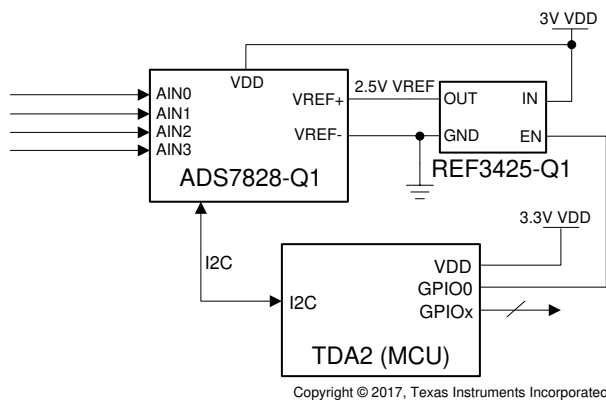 3V VDD
VDD
AIN0
AIN1
AIN2
AIN3
VREF+
VREF-
ADS7828-Q1
2.5V VREF
OUT
IN
GND
EN
REF3425-Q1
3.3V VDD
I2C
I2C
VDD
GPIO0
GPIOx
TDA2 (MCU)
Copyright © 2017, Texas Instruments Incorporated